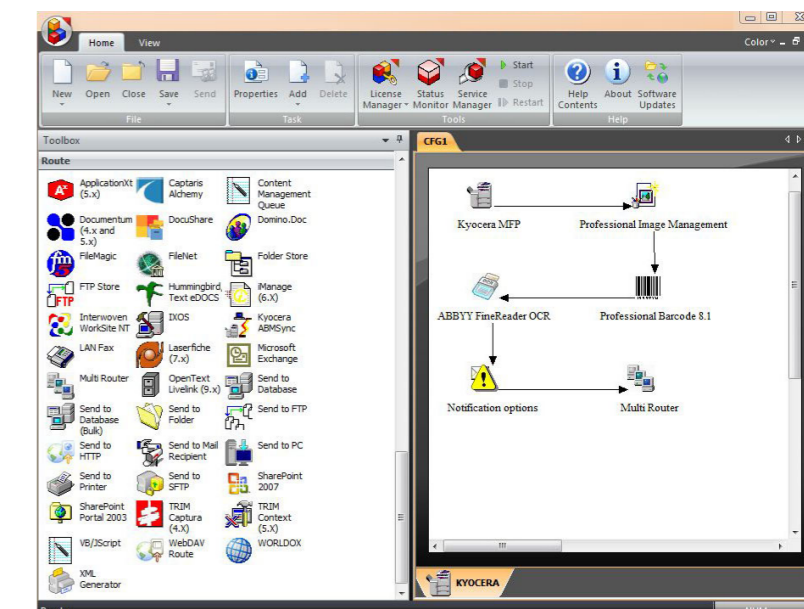 Home View Color
New Open Close Save Send Properties Add Delete License Manager Status Monitor Service Manager Start Stop Restart Help Contents About Software Updates
File Task Tools Help
Toolbox
CFG1
Route
ApplicationXt (5.x) Captaris Alchemy Content Management Queue
Documentum (4.x and 5.x) DocuShare Domino.Doc
FileMagic FileNet Folder Store
FTP Store Hummingbird, Text eDOCS iManage (6.X)
Interwoven WorkSite NT IXOS Kyocera ABMSync
LAN Fax Laserfiche (7.x) Microsoft Exchange
Multi Router OpenText Livelink (9.x) Send to Database
Send to Database (Bulk) Send to Folder Send to FTP
Send to HTTP Send to Mail Recipient Send to PC
Send to Printer Send to SFTP SharePoint 2007
SharePoint Portal 2003 TRIM Captura (4.X) TRIM Context (5.X)
VB/JScript WebDAV Route WORLDOX
XML Generator
Kyocera MFP Professional Image Management
ABBYY FineReader OCR Professional Barcode 8.1
Notification options Multi Router
KYOCERA